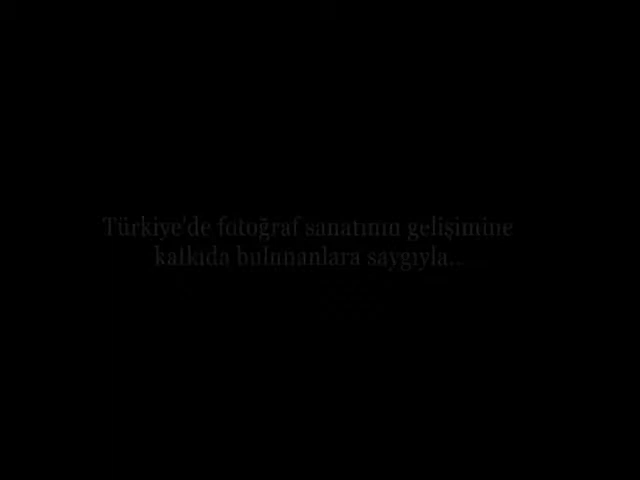 Türkiye'de fotoğraf sanatının gelişimine
katkıda bulunanlara saygıyla...